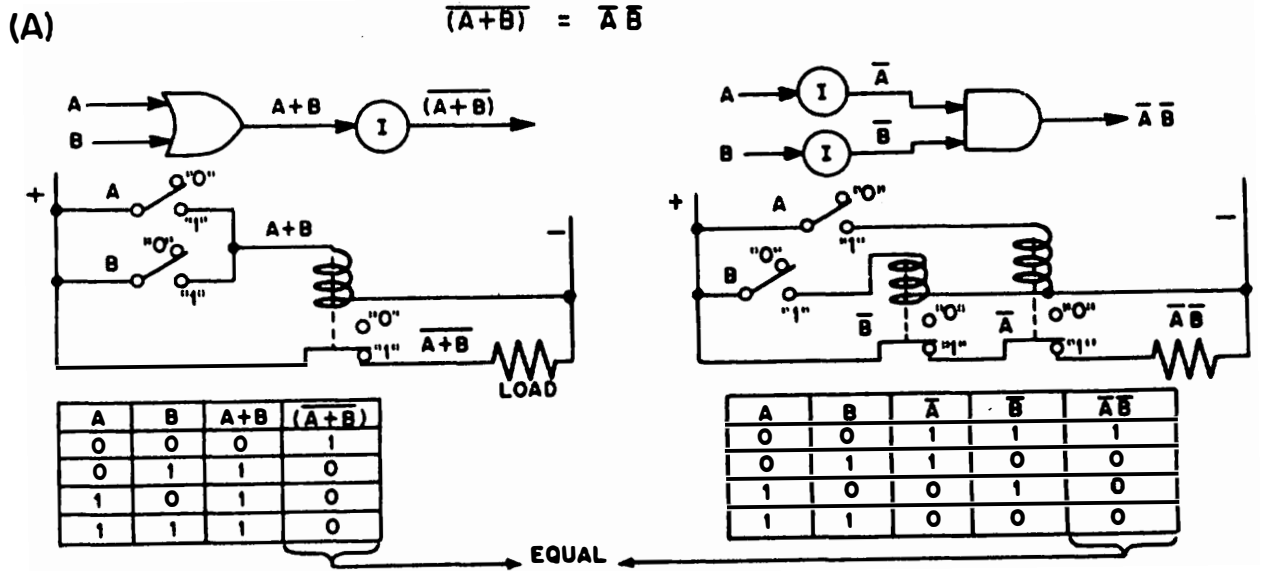 (A)
(A̅+̅B̅)̅ = A̅ B̅
A
B
A+B
I
(A̅+̅B̅)̅
A
I
A̅
B
I
B̅
A̅ B̅
+
A
"0"
"1"
B
"0"
"1"
A+B
−
"0"
"1"
A̅+̅B̅
LOAD
+
A
"0"
"1"
B
"0"
"1"
−
B̅
"0"
"1"
A̅
"0"
"1"
A̅ B̅
A B A+B (A̅+̅B̅)̅
0 0 0 1
0 1 1 0
1 0 1 0
1 1 1 0
A B A̅ B̅ A̅ B̅
0 0 1 1 1
0 1 1 0 0
1 0 0 1 0
1 1 0 0 0
EQUAL